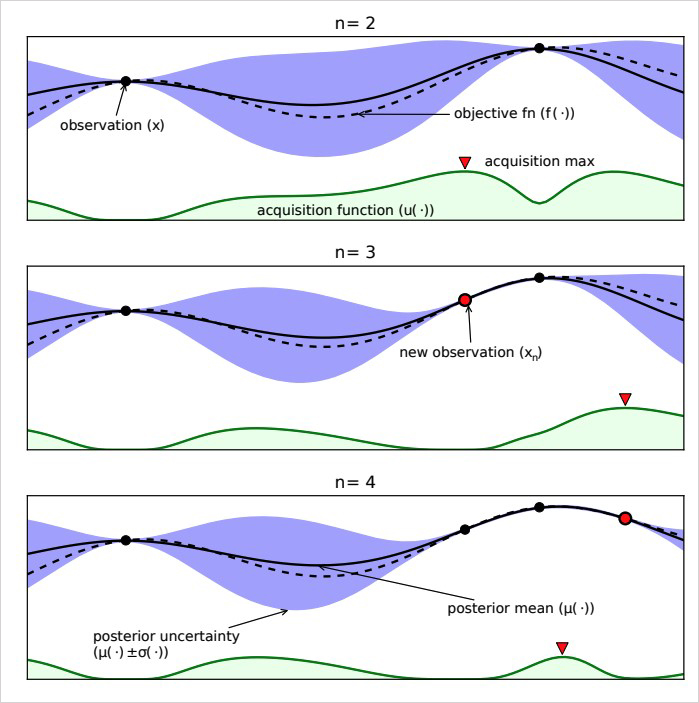 n= 2
observation (x)
objective fn (f( ·))
acquisition max
acquisition function (u( ·))
n= 3
new observation (xₙ)
n= 4
posterior mean (μ( ·))
posterior uncertainty
(μ( ·) ±σ( ·))